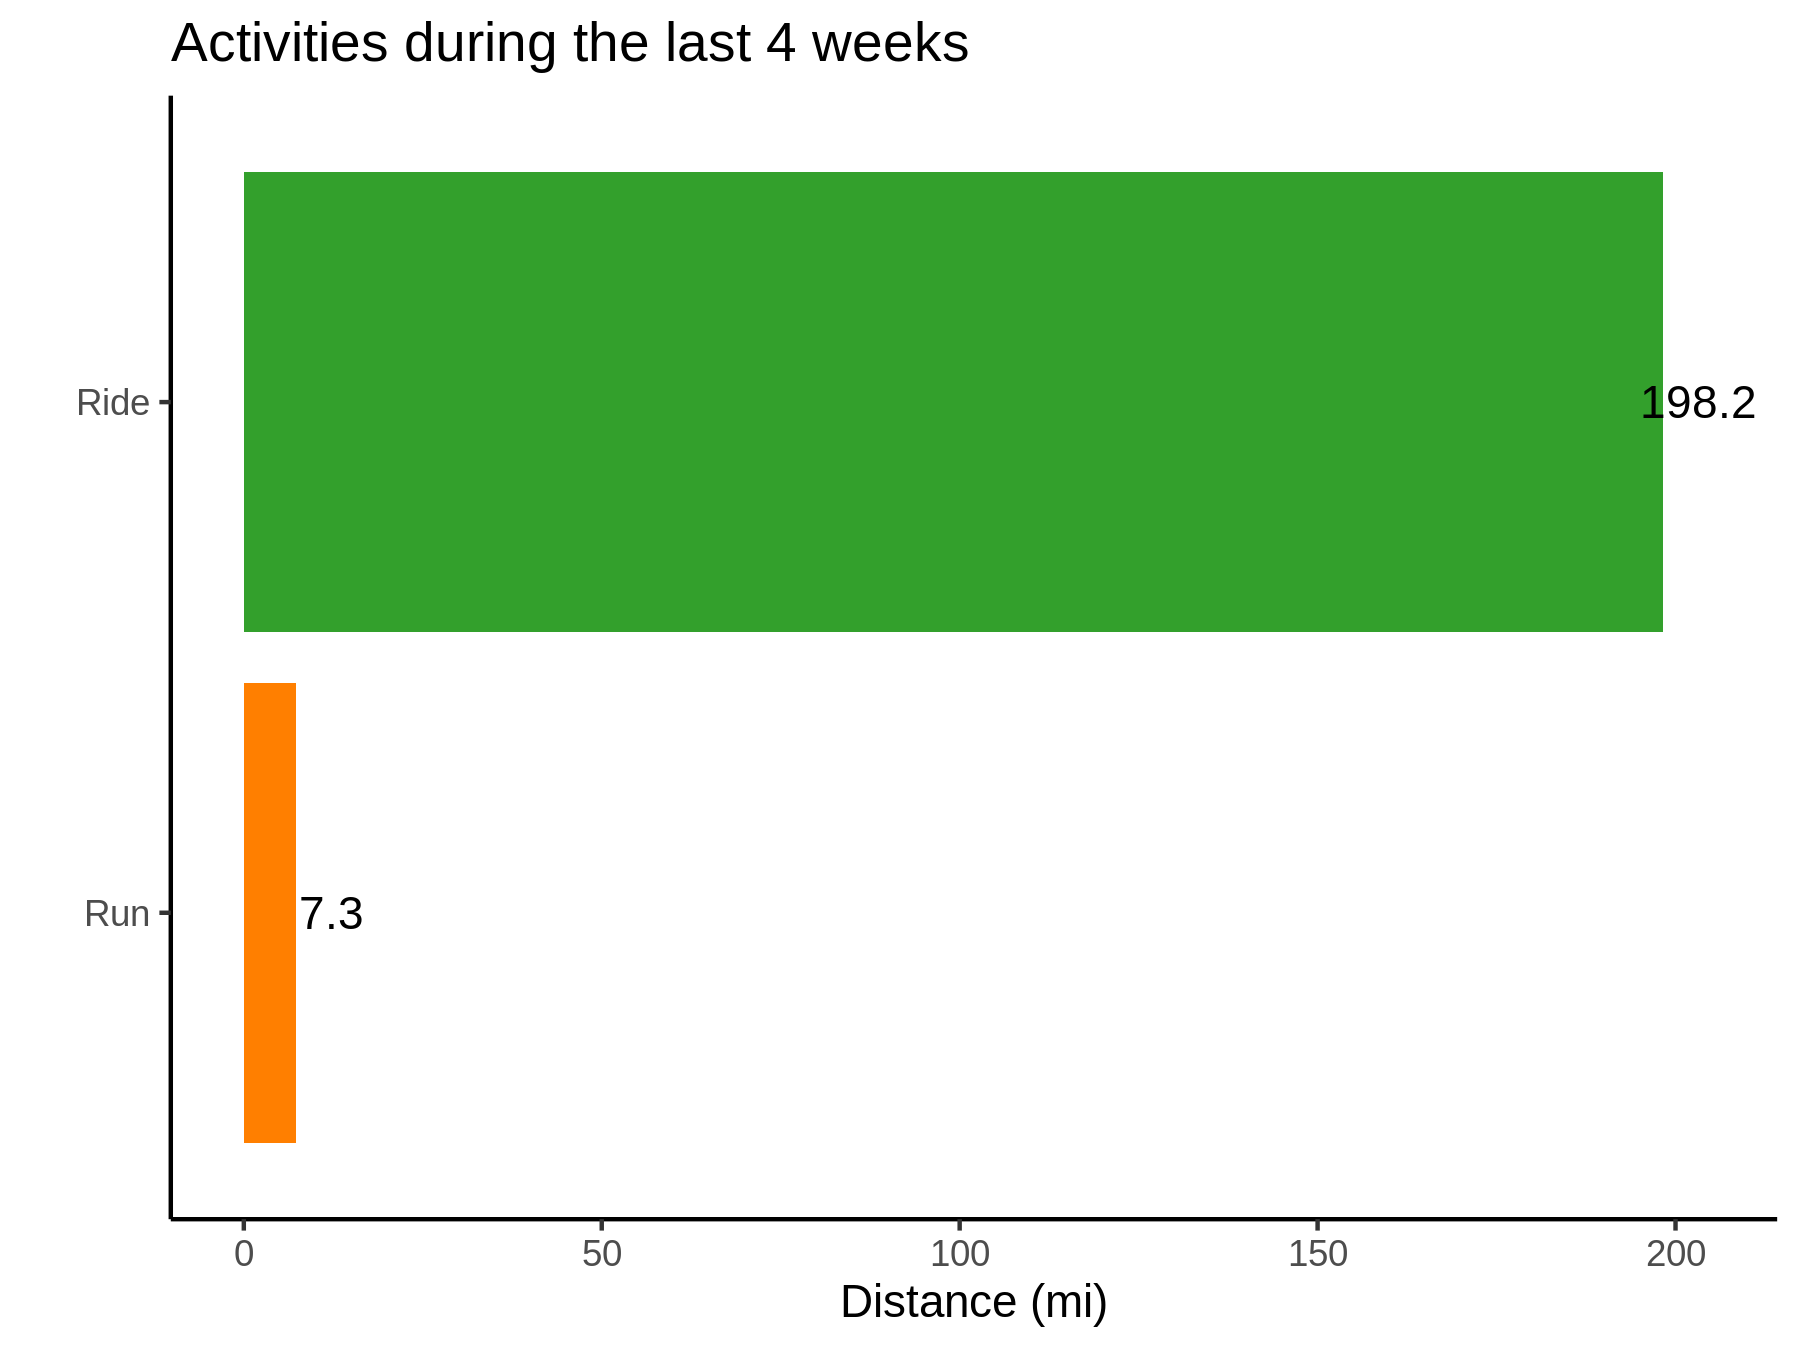 Activities during the last 4 weeks
Ride
198.2
Run
7.3
0 50 100 150 200
Distance (mi)